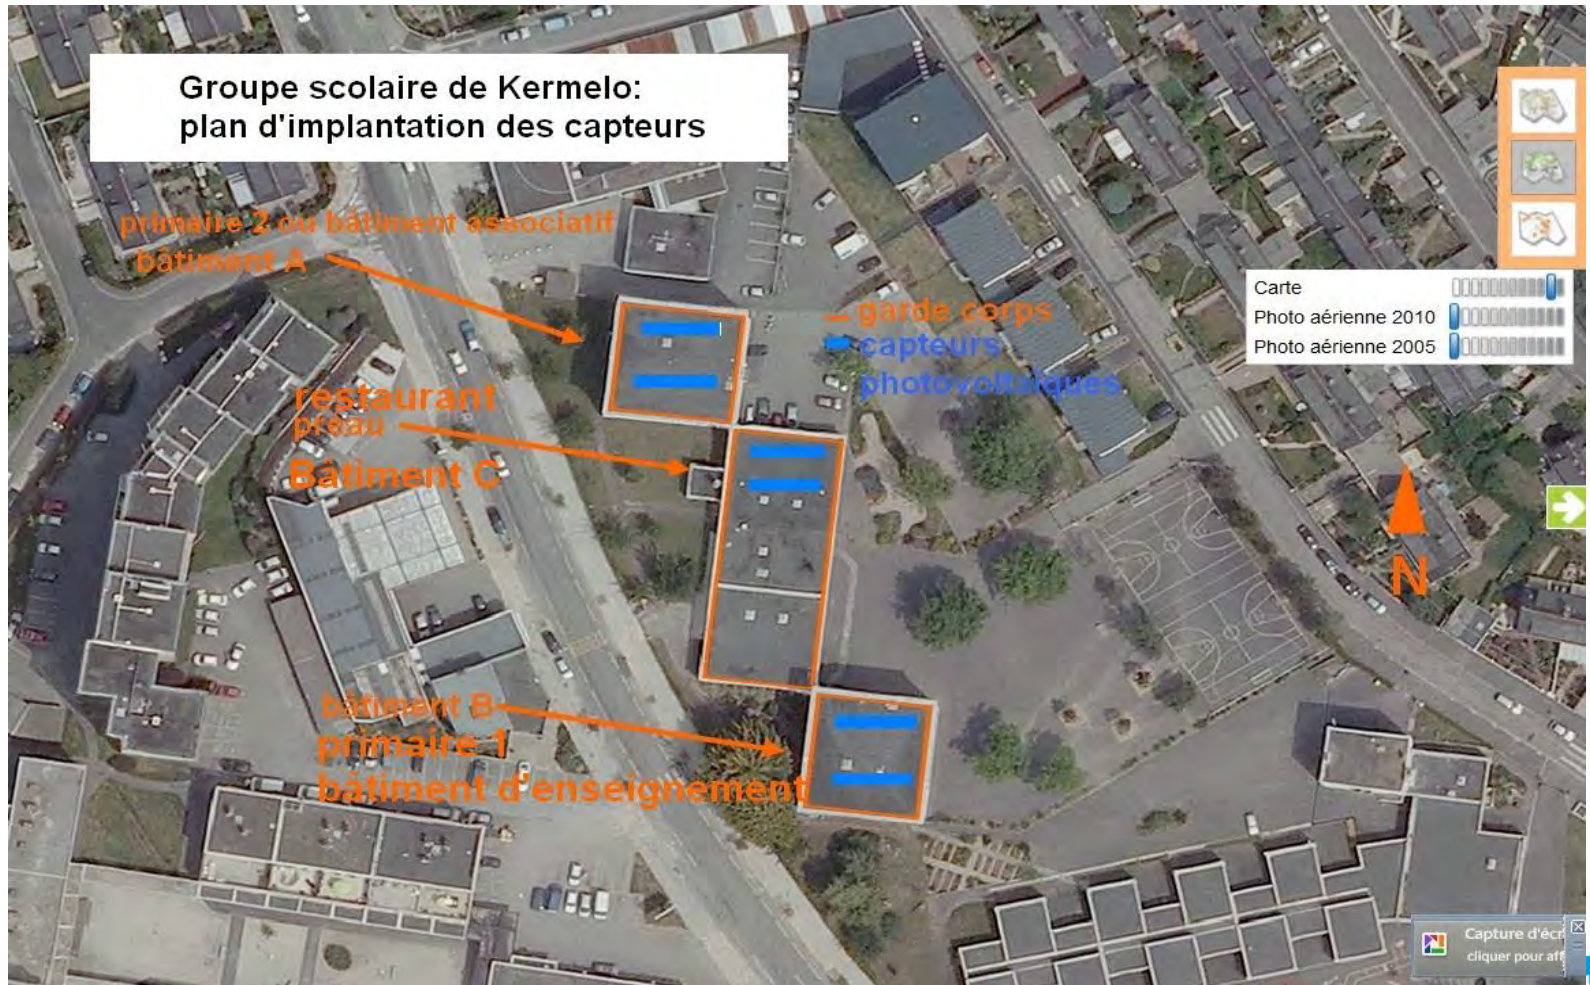 Groupe scolaire de Kermelo:
plan d'implantation des capteurs
primaire 2 ou bâtiment associatif
bâtiment A
garde corps
capteurs
photovoltuiques
restaurant
préau
Bâtiment C
Carte
Photo aérienne 2010
Photo aérienne 2005
N
bâtiment B
primaire 1
bâtiment d'enseignement
Capture d'écr
cliquer pour aff